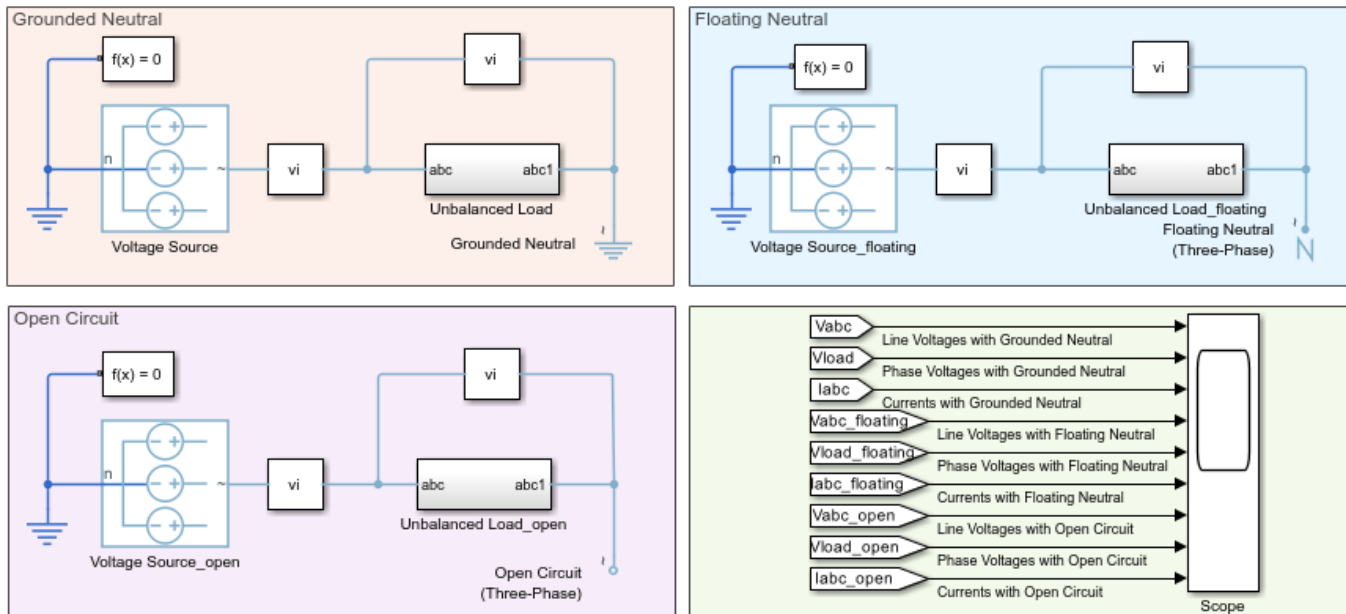 Grounded Neutral
f(x) = 0
vi
n
~
vi
abc
abc1
Voltage Source
Unbalanced Load
~
Grounded Neutral
Floating Neutral
f(x) = 0
vi
n
~
vi
abc
abc1
Voltage Source_floating
Unbalanced Load_floating
~
Floating Neutral
(Three-Phase)
N
Open Circuit
f(x) = 0
vi
n
~
vi
abc
abc1
Voltage Source_open
Unbalanced Load_open
~
Open Circuit
(Three-Phase)
Vabc
Line Voltages with Grounded Neutral
Vload
Phase Voltages with Grounded Neutral
Iabc
Currents with Grounded Neutral
Vabc_floating
Line Voltages with Floating Neutral
Vload_floating
Phase Voltages with Floating Neutral
Iabc_floating
Currents with Floating Neutral
Vabc_open
Line Voltages with Open Circuit
Vload_open
Phase Voltages with Open Circuit
Iabc_open
Currents with Open Circuit
Scope